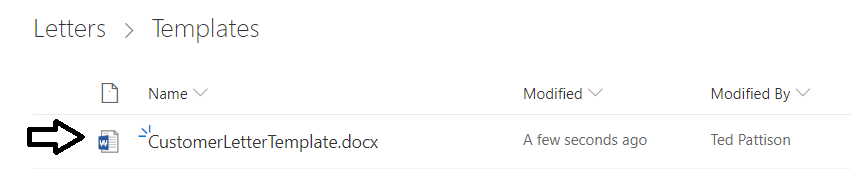 Letters > Templates
Name Modified Modified By
CustomerLetterTemplate.docx A few seconds ago Ted Pattison